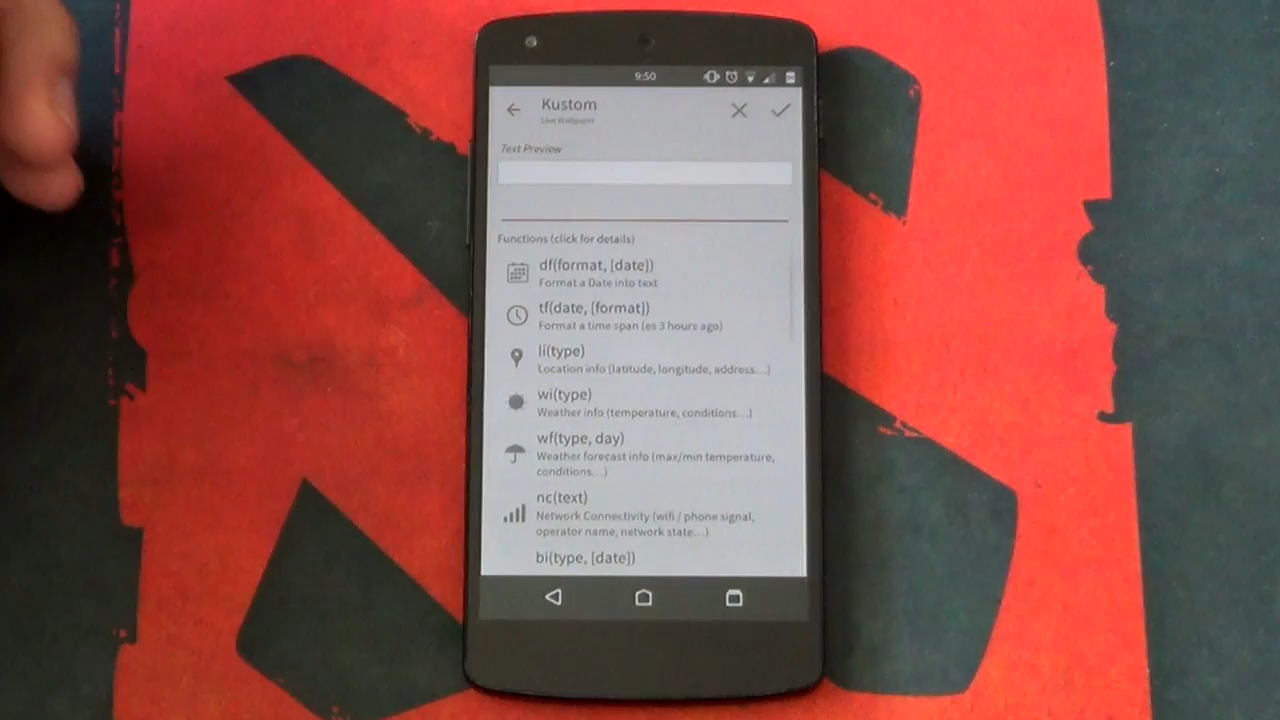 9:50
Kustom
Live Wallpaper
Text Preview
Functions (click for details)
df(format, [date])
Format a Date into text
tf(date, [format])
Format a time span (es 3 hours ago)
li(type)
Location info (latitude, longitude, address...)
wi(type)
Weather info (temperature, conditions...)
wf(type, day)
Weather forecast info (max/min temperature,
conditions...)
nc(text)
Network Connectivity (wifi / phone signal,
operator name, network state...)
bi(type, [date])